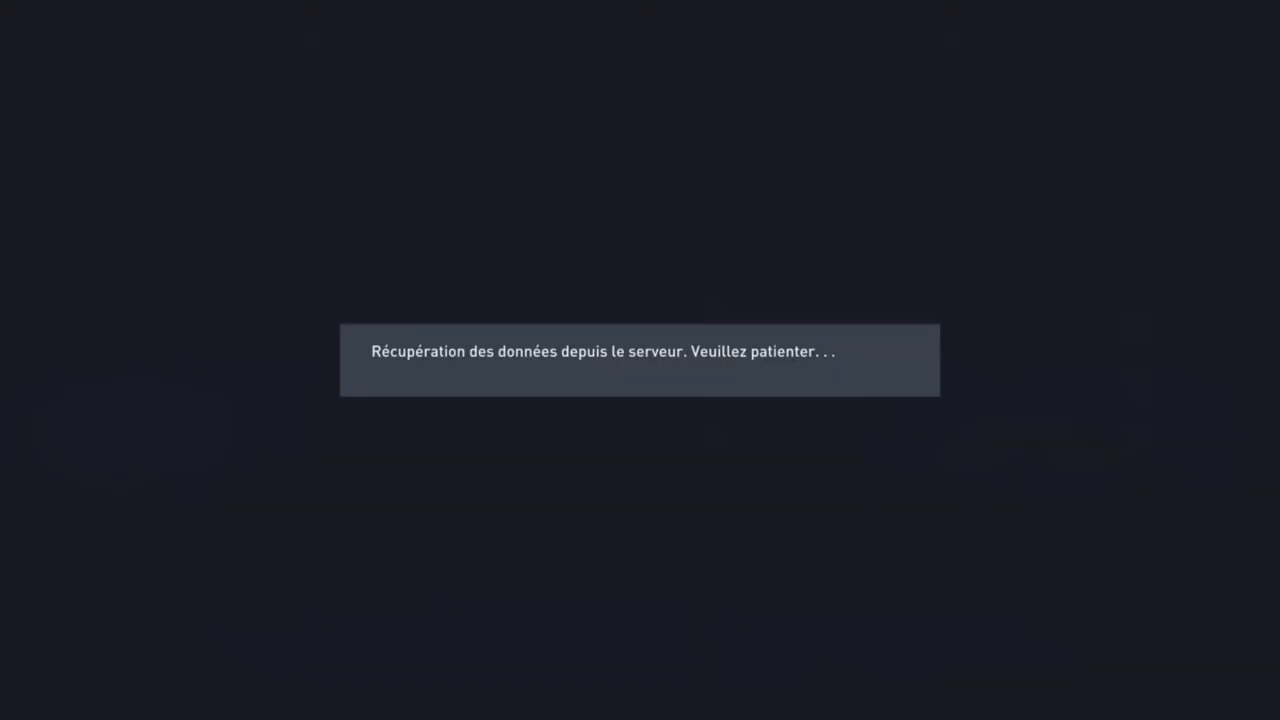 Récupération des données depuis le serveur. Veuillez patienter. . .